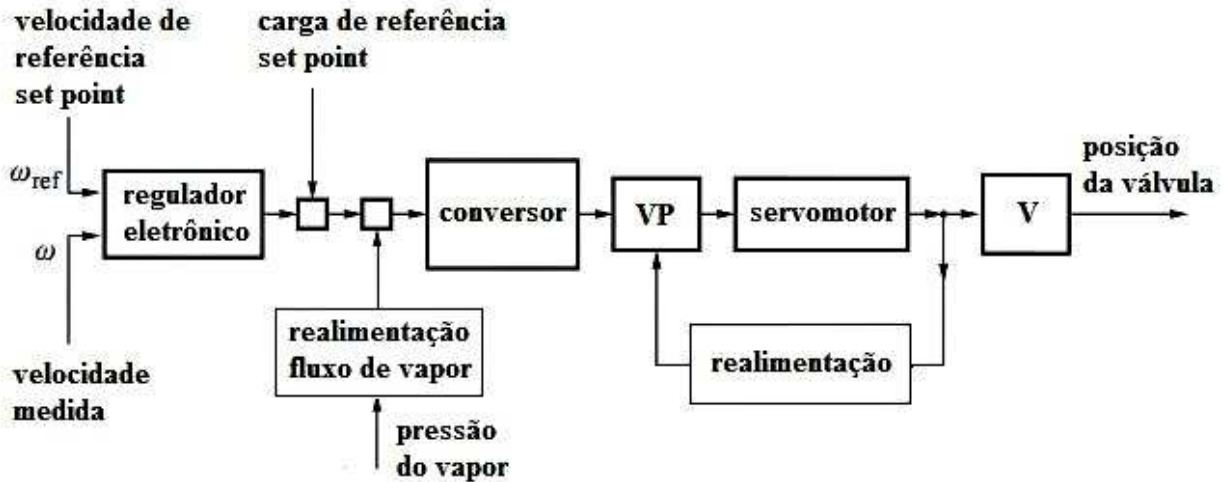 velocidade de
referência
set point
carga de referência
set point
ω_ref
ω
regulador
eletrônico
conversor
VP
servomotor
V
posição
da válvula
realimentação
fluxo de vapor
realimentação
velocidade
medida
pressão
do vapor